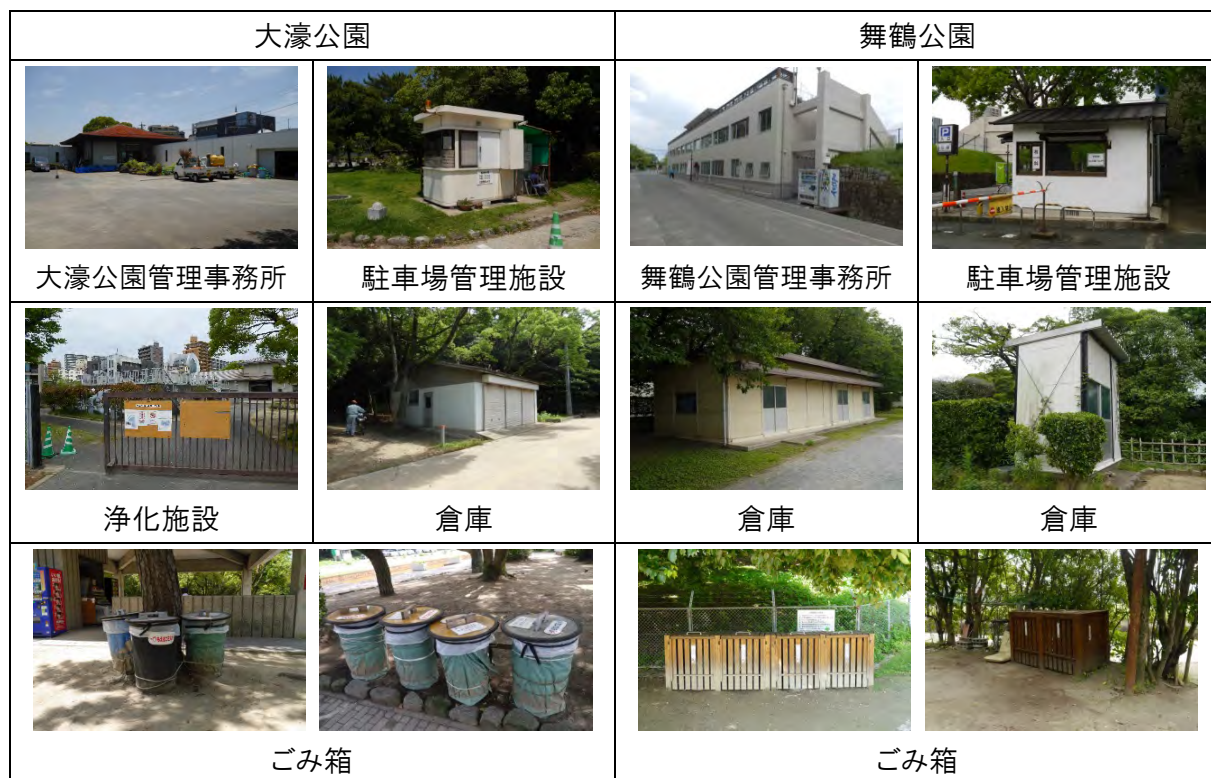 大濠公園
舞鶴公園
大濠公園管理事務所
駐車場管理施設
舞鶴公園管理事務所
駐車場管理施設
浄化施設
倉庫
倉庫
倉庫
ごみ箱
ごみ箱